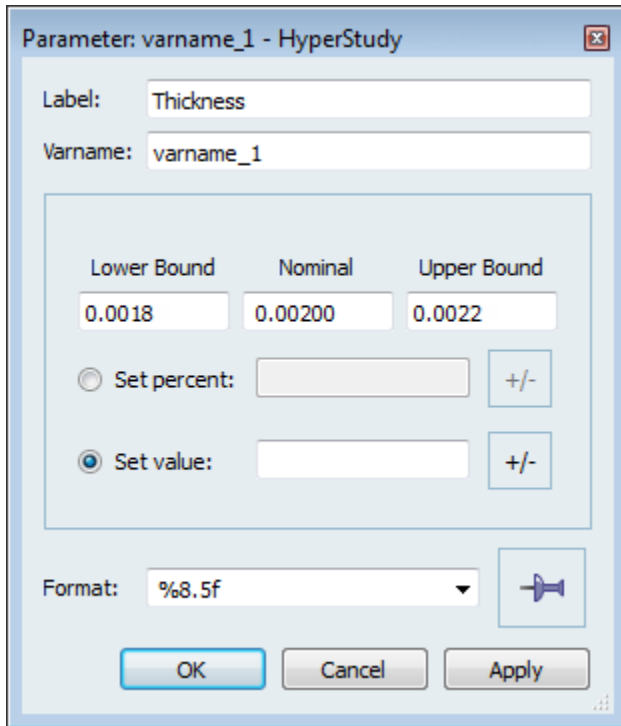 Parameter: varname_1 - HyperStudy
Label: Thickness
Varname: varname_1
Lower Bound Nominal Upper Bound
0.0018 0.00200 0.0022
Set percent: +/-
Set value: +/-
Format: %8.5f
OK Cancel Apply